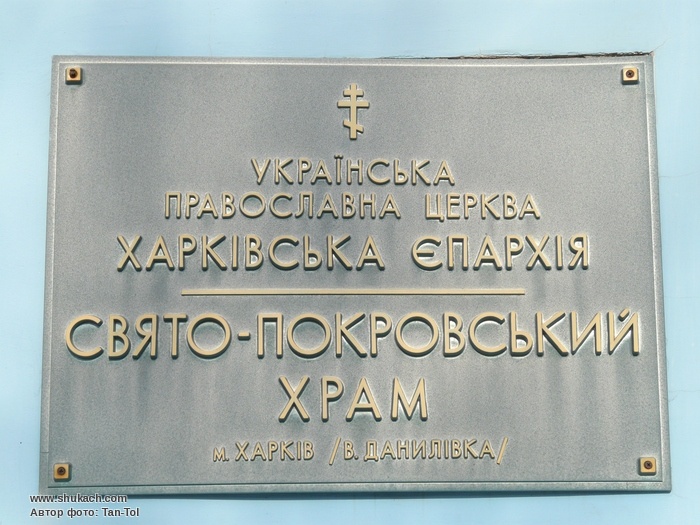 УКРАЇНСЬКА
ПРАВОСЛАВНА ЦЕРКВА
ХАРКІВСЬКА ЄПАРХІЯ
СВЯТО-ПОКРОВСЬКИЙ
ХРАМ
м. ХАРКІВ /В. ДАНИЛІВКА/
www.shukach.com
Автор фото: Tan-Tol